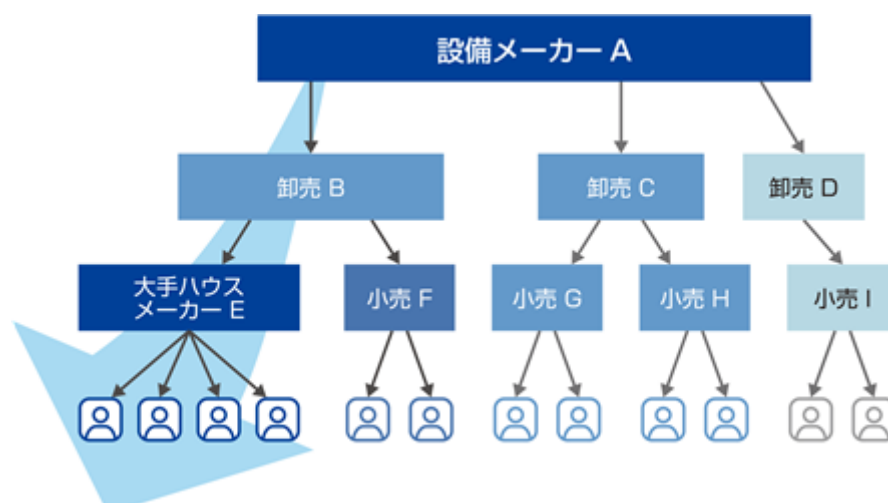 設備メーカー A
卸売 B
卸売 C
卸売 D
大手ハウス
メーカー E
小売 F
小売 G
小売 H
小売 I